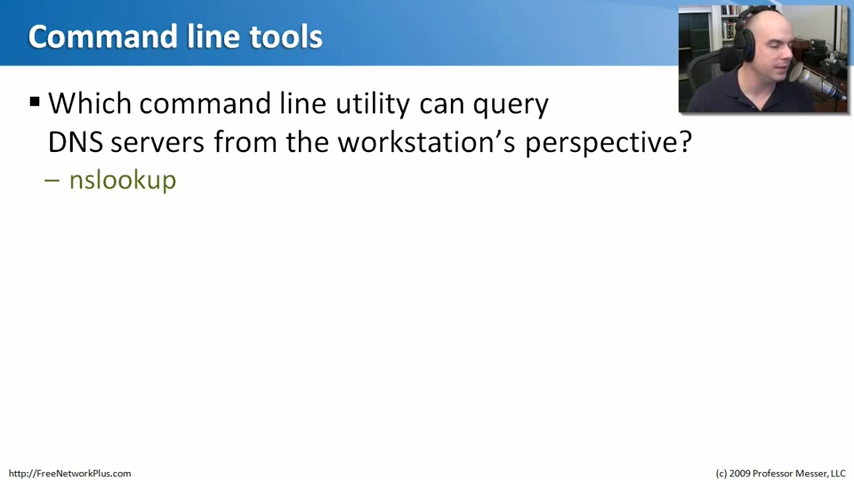 Command line tools
▪ Which command line utility can query
DNS servers from the workstation's perspective?
– nslookup
http://FreeNetworkPlus.com
(c) 2009 Professor Messer, LLC